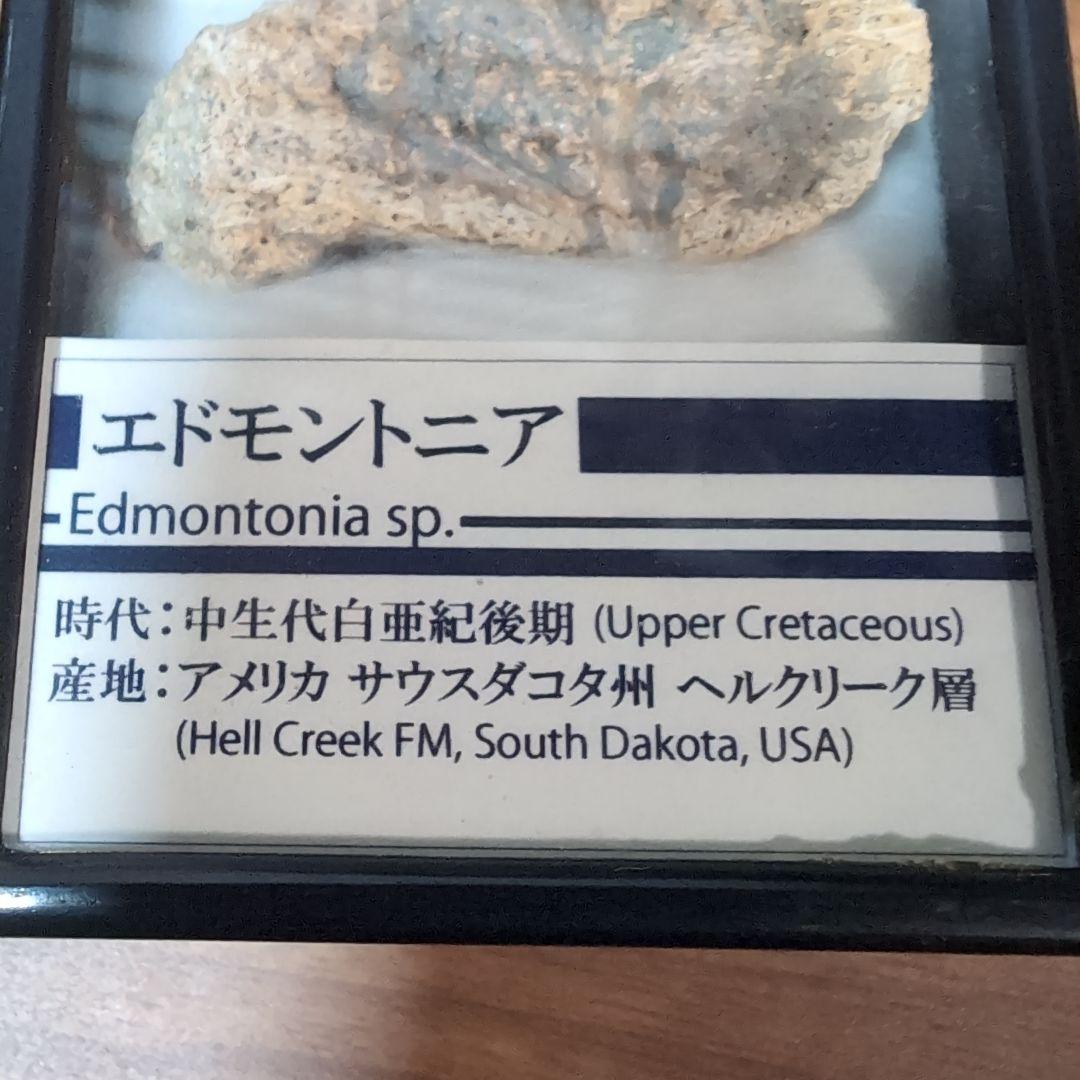 エドモントニア
Edmontonia sp.
時代：中生代白亜紀後期 (Upper Cretaceous)
産地：アメリカ サウスダコタ州 ヘルクリーク層
(Hell Creek FM, South Dakota, USA)